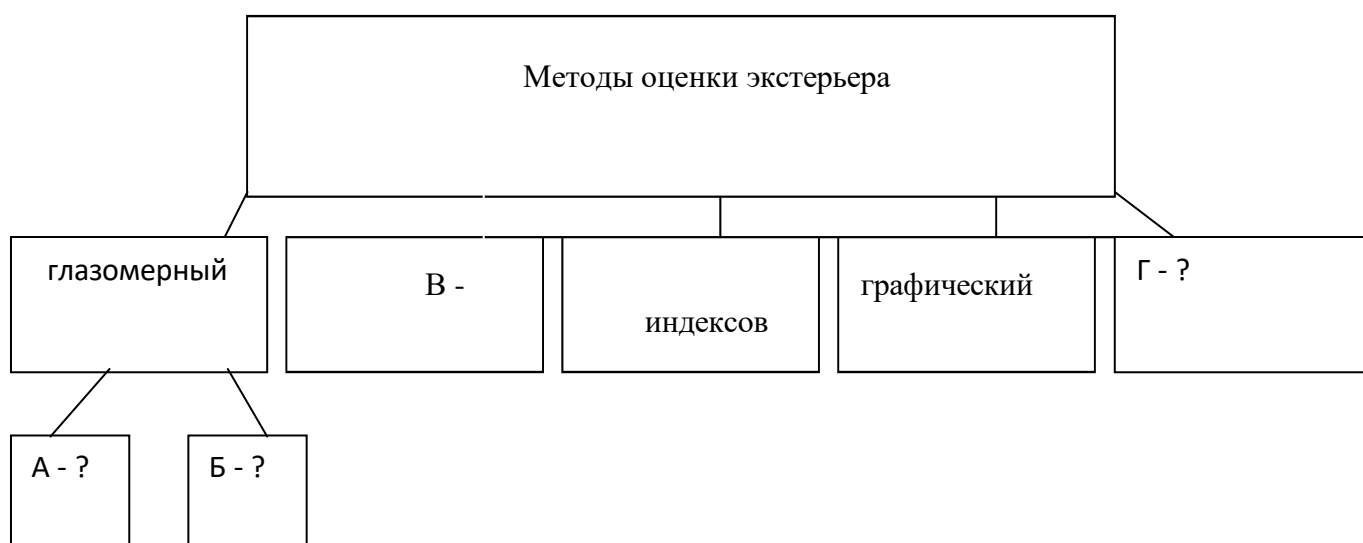 Методы оценки экстерьера
глазомерный
В -
индексов
графический
Г - ?
А - ?
Б - ?